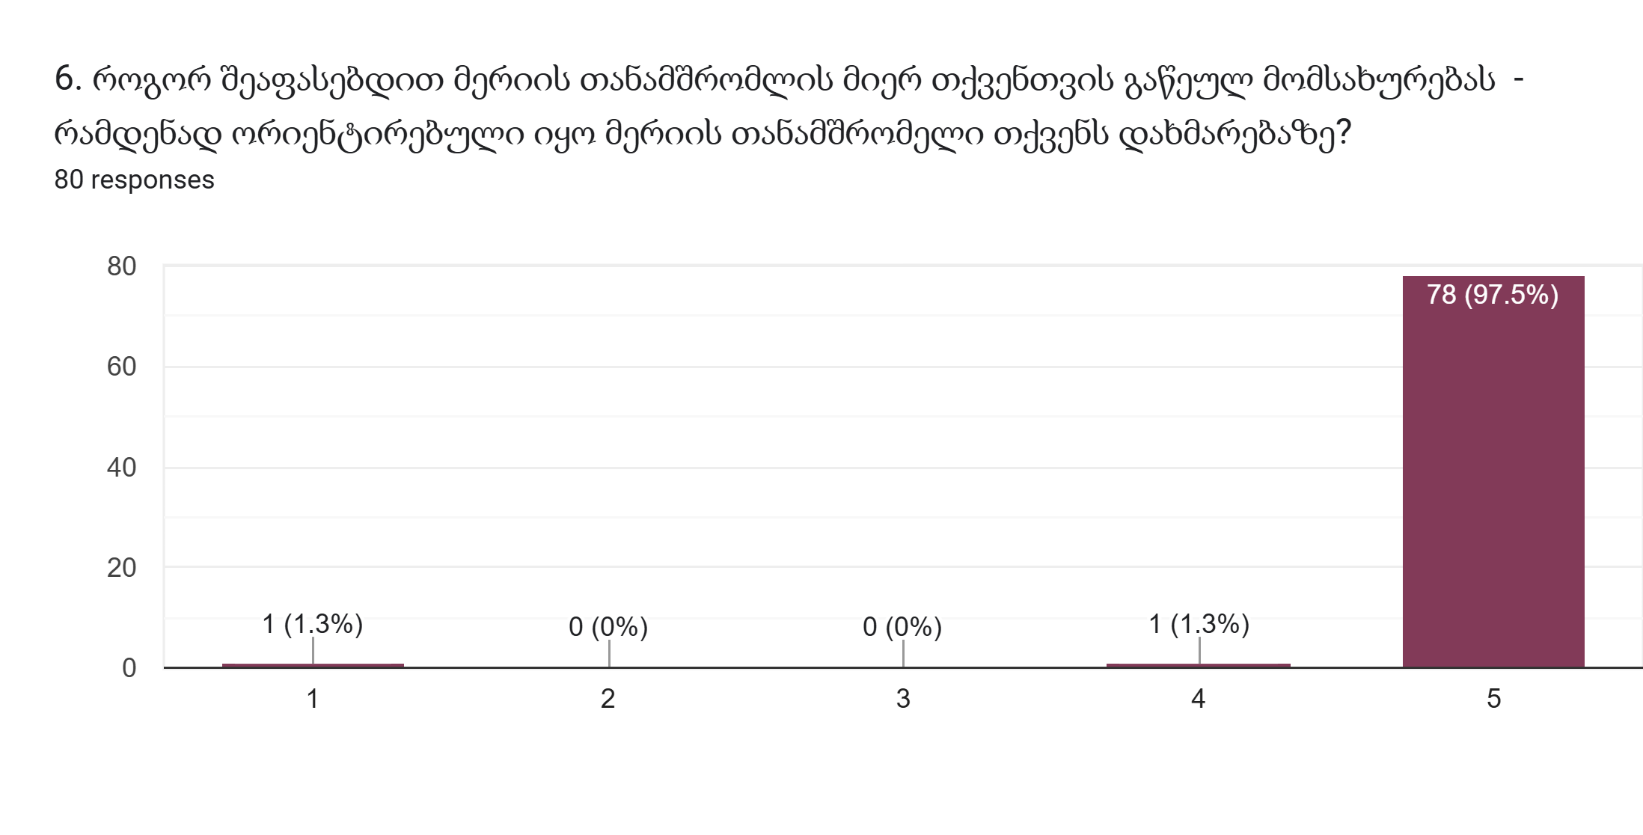 6. როგორ შეაფასებდით მერიის თანამშრომლის მიერ თქვენთვის გაწეულ მომსახურებას -
რამდენად ორიენტირებული იყო მერიის თანამშრომელი თქვენს დახმარებაზე?
80 responses
80
78 (97.5%)
60
40
20
1 (1.3%) 0 (0%) 0 (0%) 1 (1.3%)
0
1 2 3 4 5